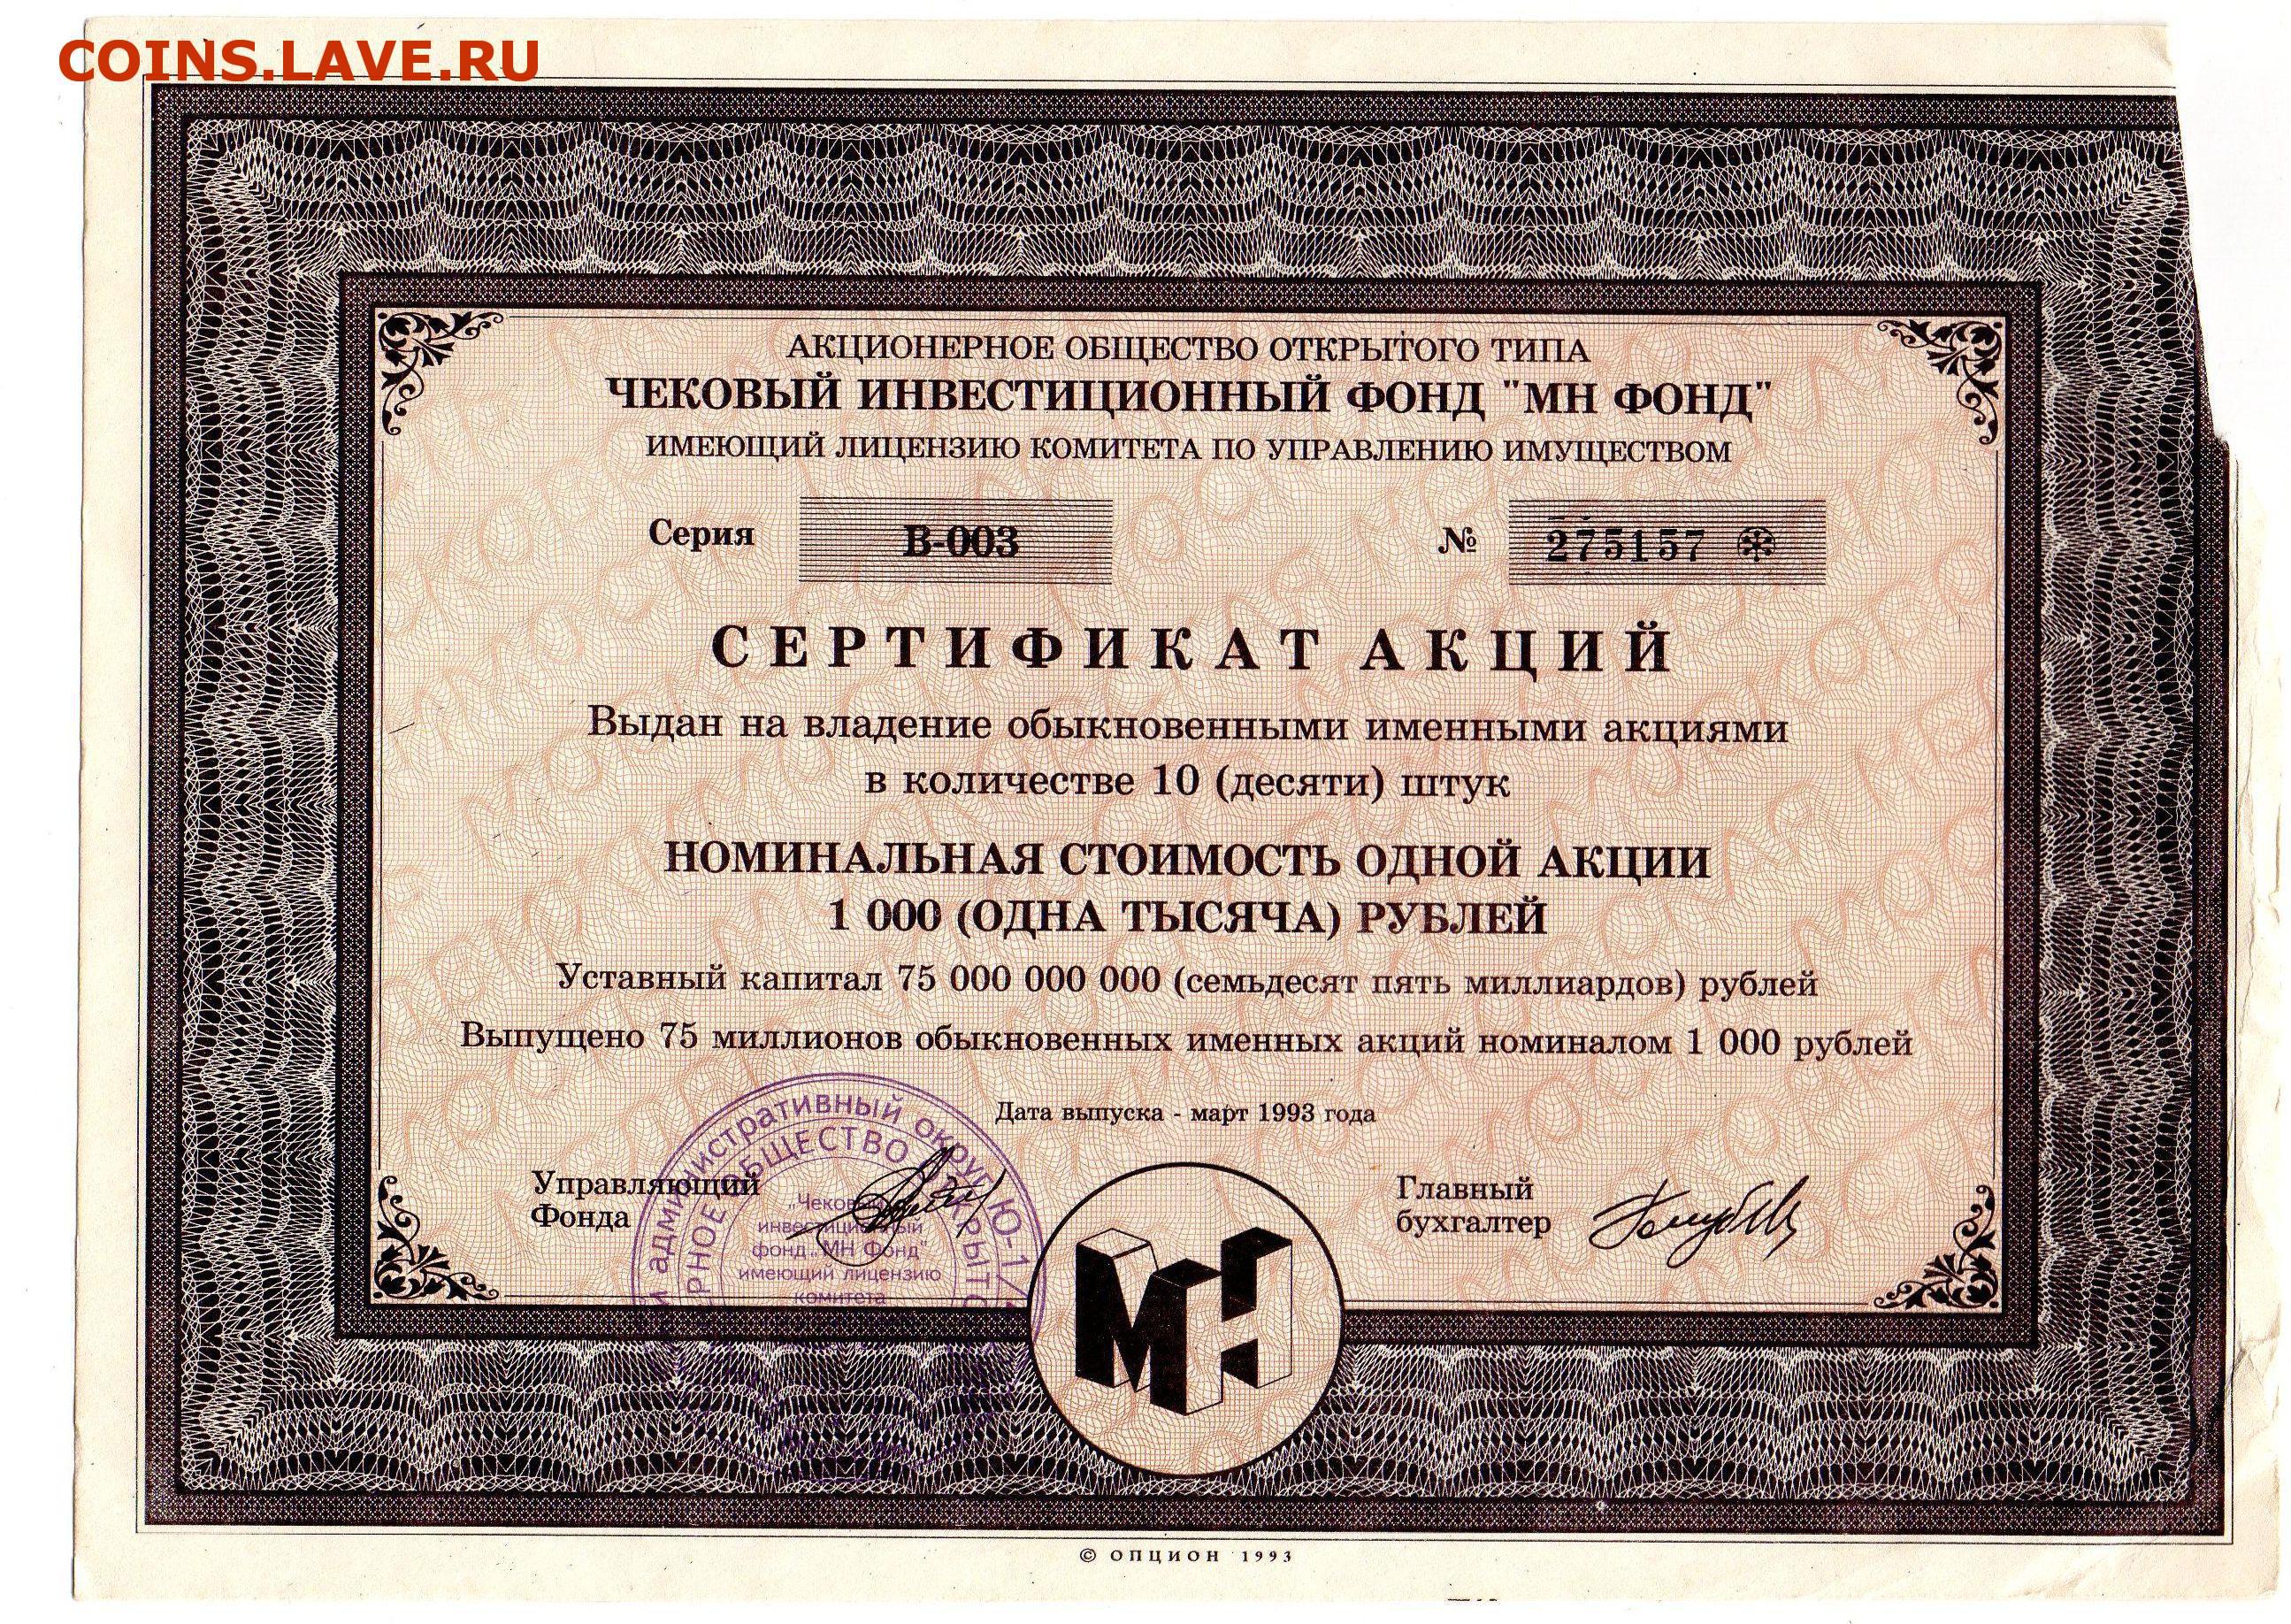 COINS.LAVE.RU
АКЦИОНЕРНОЕ ОБЩЕСТВО ОТКРЫТОГО ТИПА
ЧЕКОВЫЙ ИНВЕСТИЦИОННЫЙ ФОНД "МН ФОНД"
ИМЕЮЩИЙ ЛИЦЕНЗИЮ КОМИТЕТА ПО УПРАВЛЕНИЮ ИМУЩЕСТВОМ
Серия В-003 № 275157
СЕРТИФИКАТ АКЦИЙ
Выдан на владение обыкновенными именными акциями
в количестве 10 (десяти) штук
НОМИНАЛЬНАЯ СТОИМОСТЬ ОДНОЙ АКЦИИ
1 000 (ОДНА ТЫСЯЧА) РУБЛЕЙ
Уставный капитал 75 000 000 000 (семьдесят пять миллиардов) рублей
Выпущено 75 миллионов обыкновенных именных акций номиналом 1 000 рублей
Дата выпуска - март 1993 года
Управляющий
Фонда
Главный
бухгалтер
административный округ Ю-1/
ОБЩЕСТВО
„Чековый
инвестиционный
фонд „МН Фонд"
имеющий лицензию
комитета
МН
© ОПЦИОН 1993